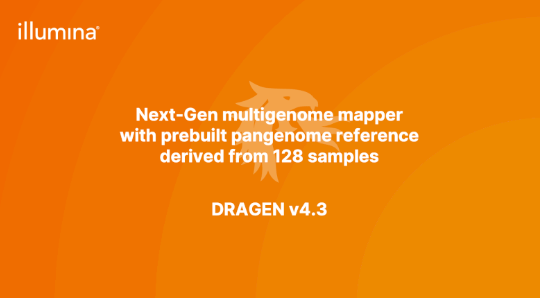 illumina®
Next-Gen multigenome mapper
with prebuilt pangenome reference
derived from 128 samples
DRAGEN v4.3